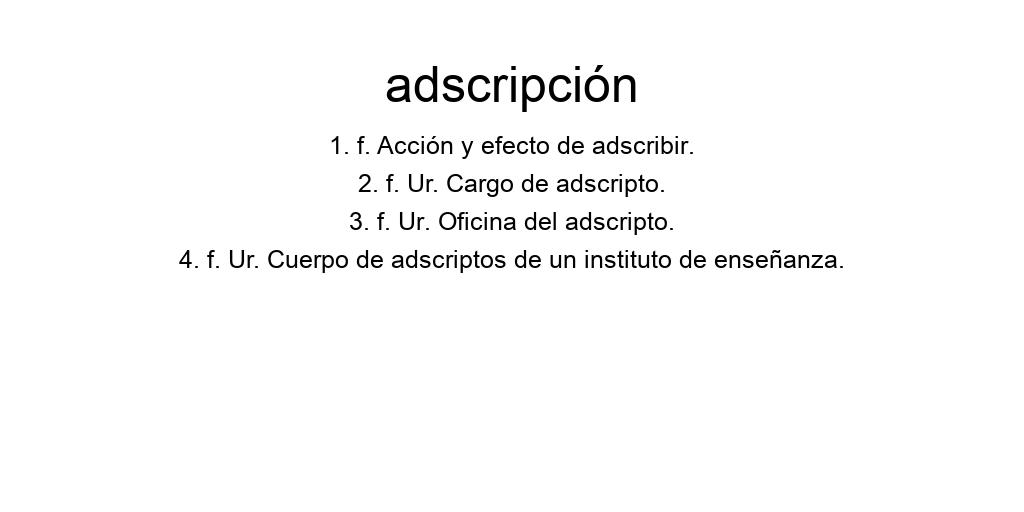 adscripción
1. f. Acción y efecto de adscribir.
2. f. Ur. Cargo de adscripto.
3. f. Ur. Oficina del adscripto.
4. f. Ur. Cuerpo de adscriptos de un instituto de enseñanza.